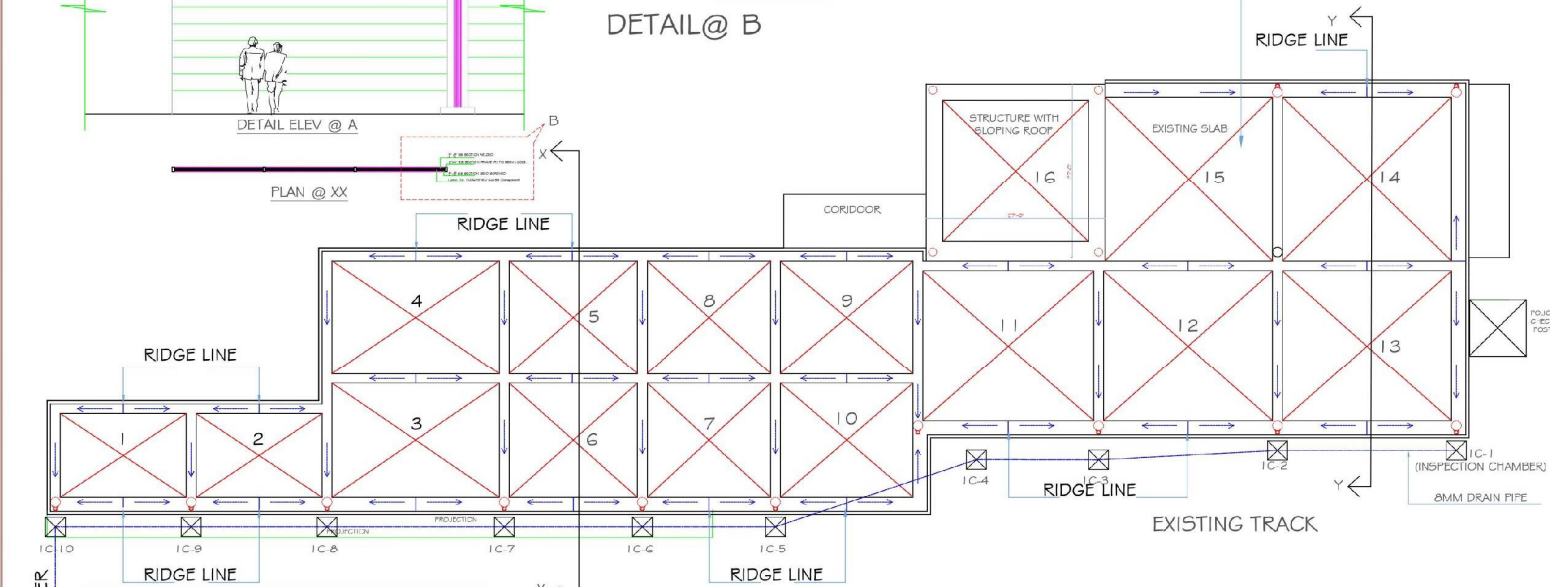 DETAIL@ B
Y
RIDGE LINE
DETAIL ELEV @ A
B
X
PLAN @ XX
STRUCTURE WITH
SLOPING ROOF
EXISTING SLAB
16
15
14
17'-9"
CORIDOOR
RIDGE LINE
4
5
8
9
11
12
13
POST
RIDGE LINE
1
2
3
6
7
10
IC-1
(INSPECTION CHAMBER)
IC-2
IC-3
IC-4
RIDGE LINE
Y
8MM DRAIN PIPE
PROJECTION
PROJECTION
EXISTING TRACK
IC-10
IC-9
IC-8
IC-7
IC-6
IC-5
RIDGE LINE
RIDGE LINE
X